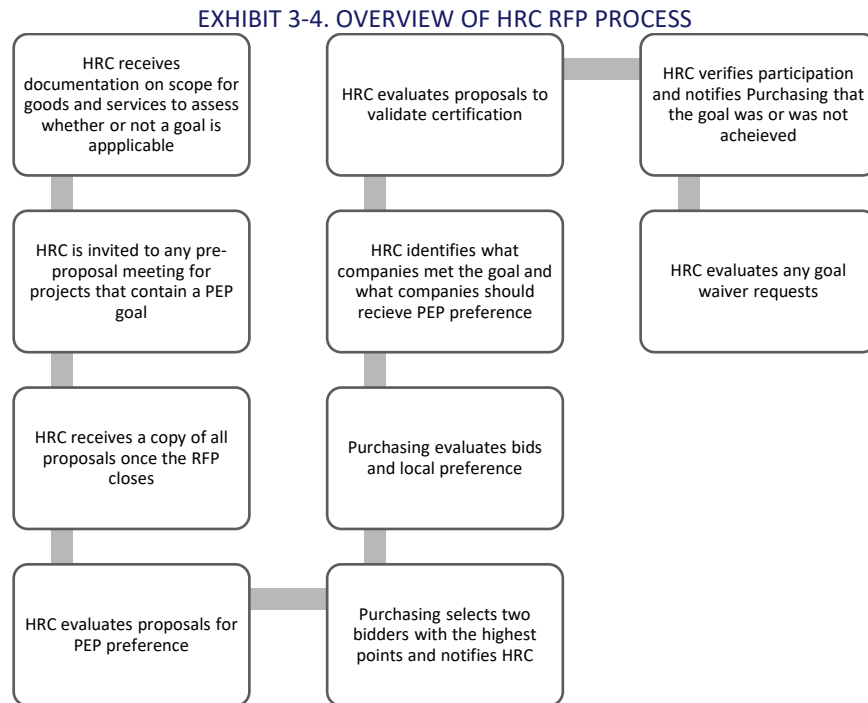 EXHIBIT 3-4. OVERVIEW OF HRC RFP PROCESS
HRC receives
documentation on scope for
goods and services to assess
whether or not a goal is
appplicable
HRC is invited to any pre-
proposal meeting for
projects that contain a PEP
goal
HRC receives a copy of all
proposals once the RFP
closes
HRC evaluates proposals for
PEP preference
Purchasing selects two
bidders with the highest
points and notifies HRC
Purchasing evaluates bids
and local preference
HRC identifies what
companies met the goal and
what companies should
recieve PEP preference
HRC evaluates proposals to
validate certification
HRC verifies participation
and notifies Purchasing that
the goal was or was not
acheieved
HRC evaluates any goal
waiver requests